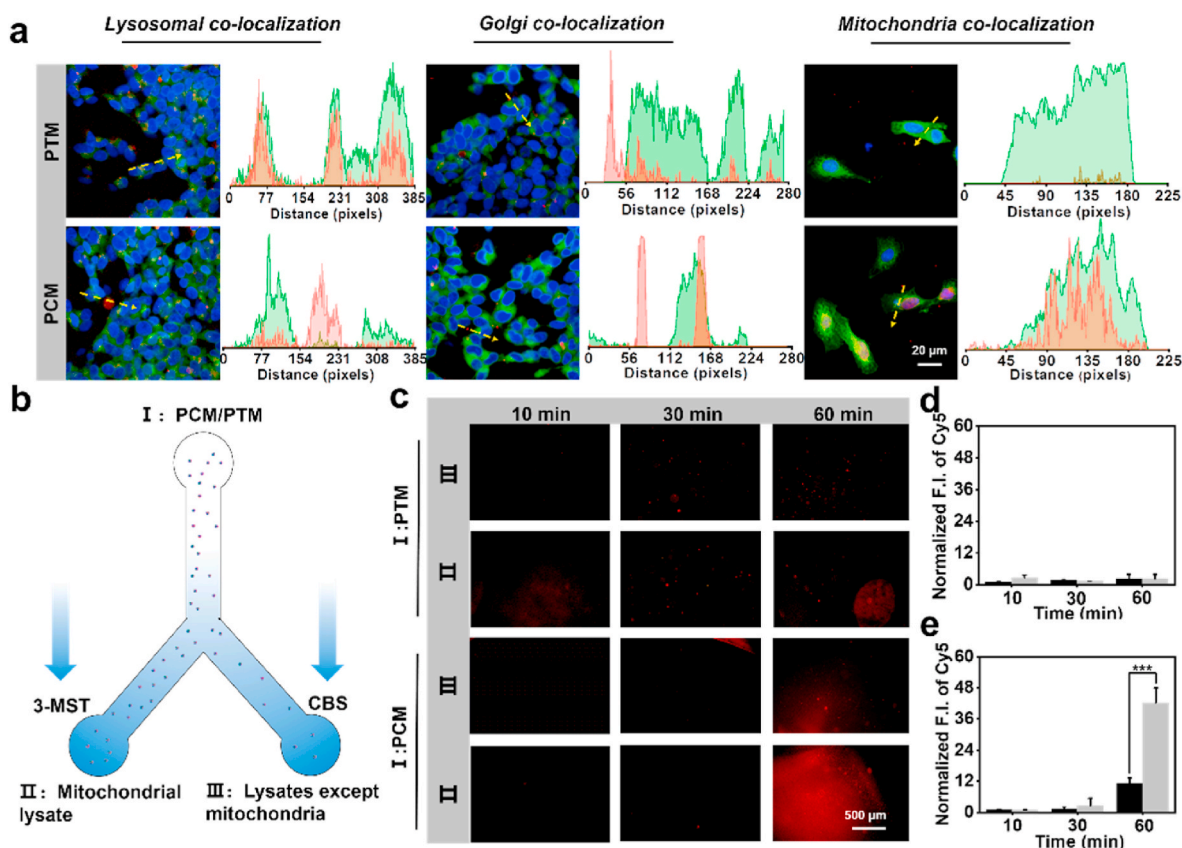 a
Lysosomal co-localization
Golgi co-localization
Mitochondria co-localization
PTM
0 77 154 231 308 385
Distance (pixels)
0 56 112 168 224 280
Distance (pixels)
0 45 90 135 180 225
Distance (pixels)
PCM
0 77 154 231 308 385
Distance (pixels)
0 56 112 168 224 280
Distance (pixels)
20 μm
0 45 90 135 180 225
Distance (pixels)
b
I : PCM/PTM
3-MST
CBS
II : Mitochondrial
lysate
III : Lysates except
mitochondria
c
10 min 30 min 60 min
I :PTM
III
II
I :PCM
III
II
500 μm
d
Normalized F.I. of Cy5
60
48
36
24
12
0
10 30 60
Time (min)
e
Normalized F.I. of Cy5
60
48
36
24
12
0
***
10 30 60
Time (min)